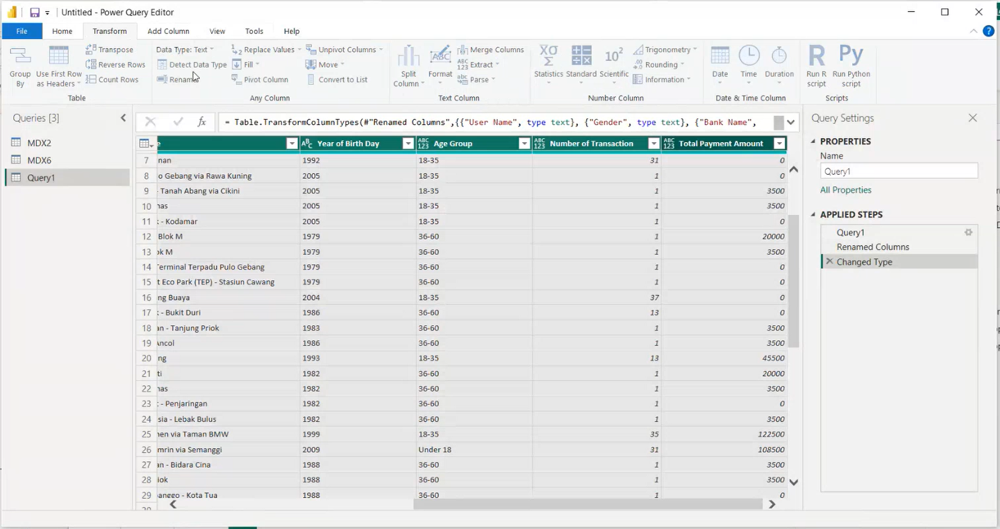 Untitled - Power Query Editor
File Home Transform Add Column View Tools Help
Group By
Use First Row as Headers
Transpose
Reverse Rows
Count Rows
Table
Data Type: Text
Detect Data Type
Rename
Replace Values
Fill
Pivot Column
Unpivot Columns
Move
Convert to List
Any Column
Split Column
Format
Merge Columns
Extract
Parse
Text Column
Statistics
Standard
Scientific
Trigonometry
Rounding
Information
Number Column
Date
Time
Duration
Date & Time Column
Run R script
Run Python script
Scripts
Queries [3]
MDX2
MDX6
Query1
= Table.TransformColumnTypes(#"Renamed Columns",{{"User Name", type text}, {"Gender", type text}, {"Bank Name",
Year of Birth Day Age Group Number of Transaction Total Payment Amount
7 nan 1992 18-35 31 0
8 o Gebang via Rawa Kuning 2005 18-35 1 0
9 - Tanah Abang via Cikini 2005 18-35 1 3500
10 nas 2005 18-35 1 3500
11 - Kodamar 2005 18-35 1 0
12 Blok M 1979 36-60 1 20000
13 ok M 1979 36-60 1 3500
14 Terminal Terpadu Pulo Gebang 1979 36-60 1 0
15 t Eco Park (TEP) - Stasiun Cawang 1979 36-60 1 0
16 ng Buaya 2004 18-35 37 0
17 - Bukit Duri 1986 36-60 13 0
18 an - Tanjung Priok 1983 36-60 1 3500
19 Ancol 1986 36-60 1 3500
20 ng 1993 18-35 13 45500
21 ti 1982 36-60 1 20000
22 nas 1982 36-60 1 3500
23 - Penjaringan 1982 36-60 1 0
24 sia - Lebak Bulus 1982 36-60 1 3500
25 nen via Taman BMW 1999 18-35 35 122500
26 mrin via Semanggi 2009 Under 18 31 108500
27 an - Bidara Cina 1988 36-60 1 3500
28 iok 1988 36-60 1 3500
29 anggo - Kota Tua 1988 36-60 1 0
Query Settings
PROPERTIES
Name
Query1
All Properties
APPLIED STEPS
Query1
Renamed Columns
Changed Type